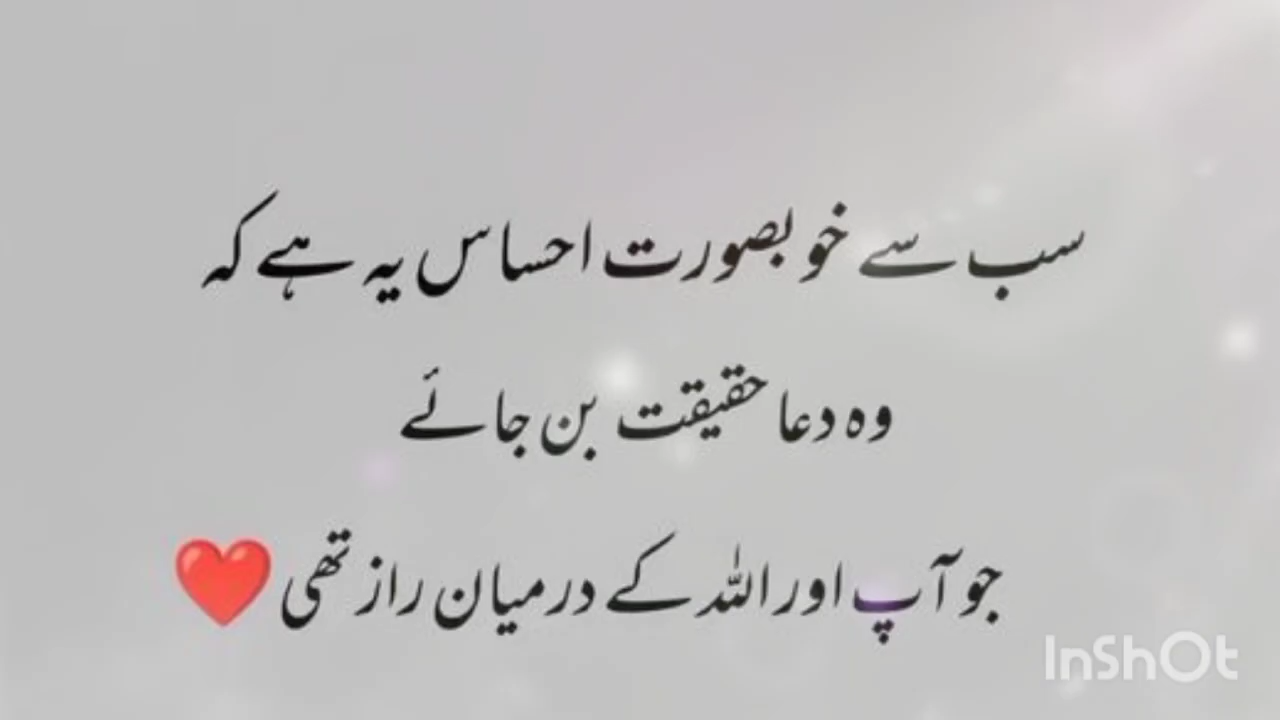 سب سے خوبصورت احساس یہ ہے کہ
وہ دعا حقیقت بن جائے
جو آپ اور اللہ کے درمیان راز تھی ❤️
InShOt